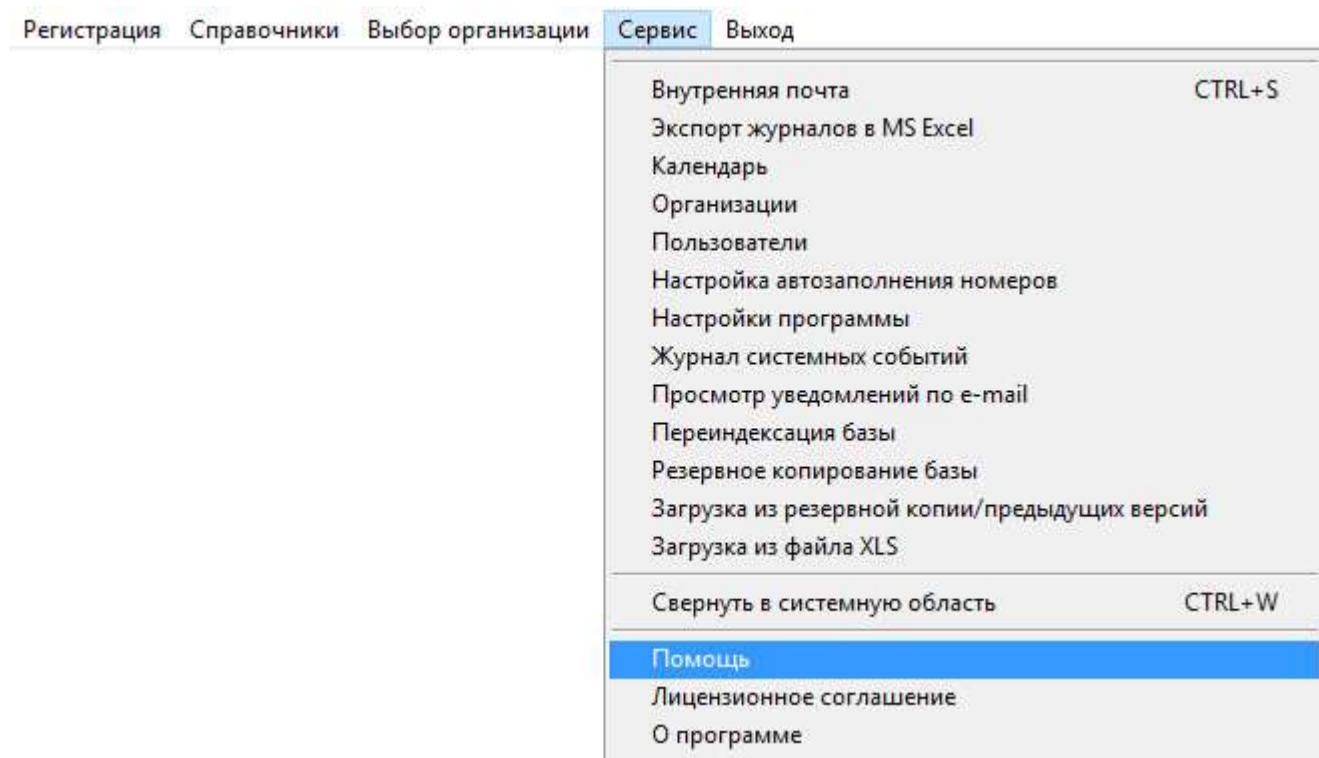 Регистрация Справочники Выбор организации Сервис Выход
Внутренняя почта CTRL+S
Экспорт журналов в MS Excel
Календарь
Организации
Пользователи
Настройка автозаполнения номеров
Настройки программы
Журнал системных событий
Просмотр уведомлений по e-mail
Переиндексация базы
Резервное копирование базы
Загрузка из резервной копии/предыдущих версий
Загрузка из файла XLS
Свернуть в системную область CTRL+W
Помощь
Лицензионное соглашение
О программе